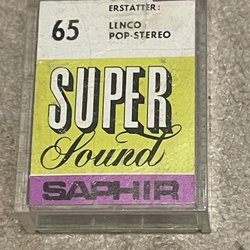 ERSTATTER:
65 LENCO
POP-STEREO
SUPER
Sound
SAPHIR